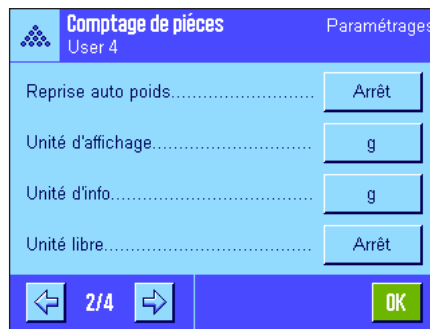 Comptage de piéces
Paramétrages
User 4
Reprise auto poids........................... Arrêt
Unité d'affichage............................... g
Unité d'info........................................ g
Unité libre......................................... Arrêt
2/4
OK